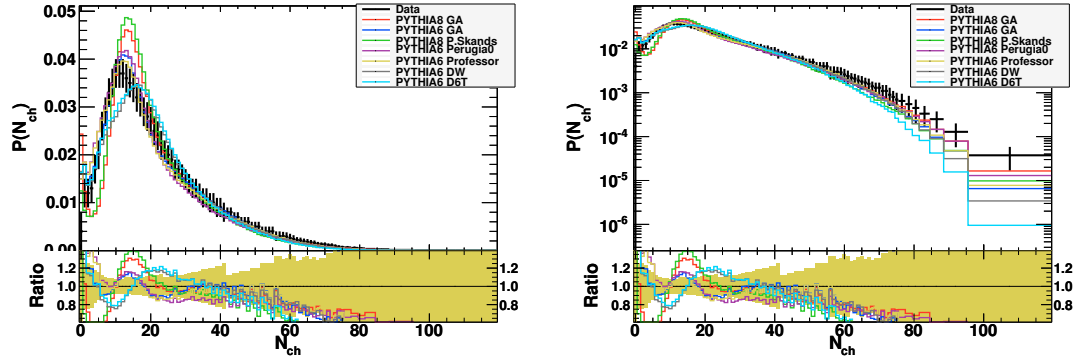 Data
PYTHIA8 GA
PYTHIA6 GA
PYTHIA8 P.Skands
PYTHIA6 Perugia0
PYTHIA6 Professor
PYTHIA6 DW
PYTHIA6 D6T
P(N_ch)
0.05
0.04
0.03
0.02
0.01
0.00
Ratio
1.2
1.0
0.8
1.2
1.0
0.8
0 20 40 60 80 100
N_ch
Data
PYTHIA8 GA
PYTHIA6 GA
PYTHIA8 P.Skands
PYTHIA6 Perugia0
PYTHIA6 Professor
PYTHIA6 DW
PYTHIA6 D6T
P(N_ch)
10^-2
10^-3
10^-4
10^-5
10^-6
Ratio
1.2
1.0
0.8
1.2
1.0
0.8
0 20 40 60 80 100
N_ch